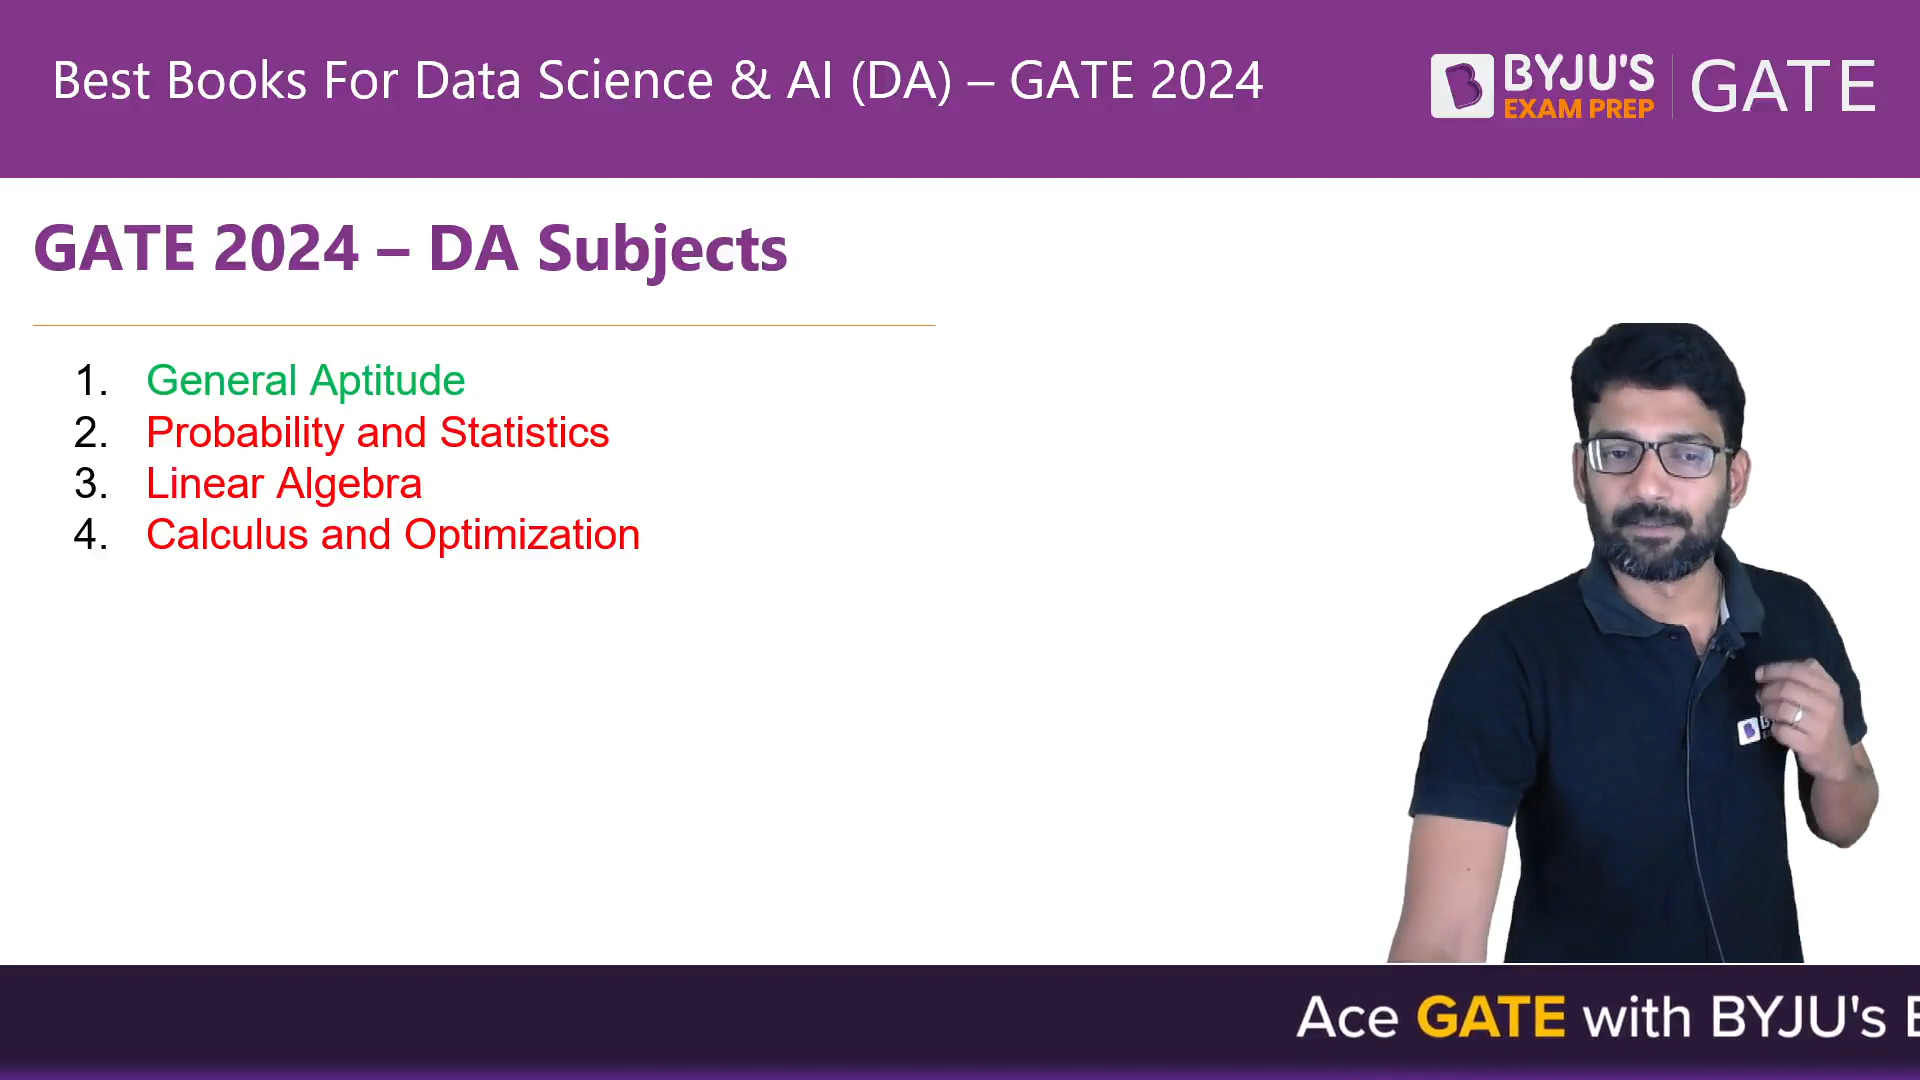 Best Books For Data Science & AI (DA) – GATE 2024
BYJU'S
EXAM PREP
GATE
GATE 2024 – DA Subjects
1. General Aptitude
2. Probability and Statistics
3. Linear Algebra
4. Calculus and Optimization
Ace GATE with BYJU's